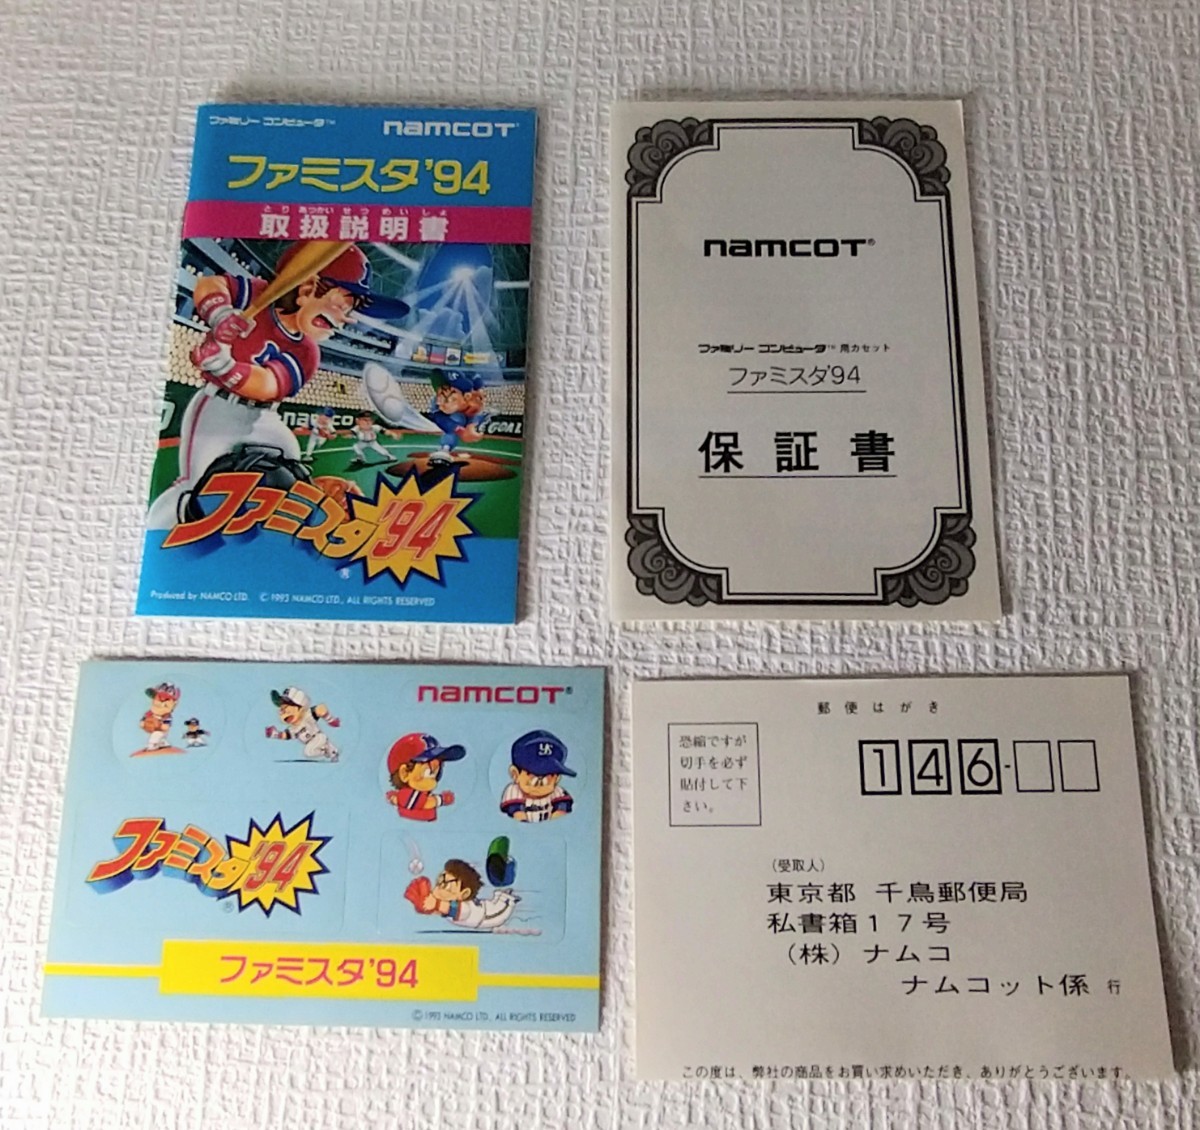 ファミリー コンピュータ™
namcoT®
ファミスタ'94
とり あつかい せつ めい しょ
取扱説明書
namco
ファミスタ'94
®
Produced by NAMCO LTD. © 1993 NAMCO LTD., ALL RIGHTS RESERVED
namcoT®
ファミリー コンピュータ™ 用カセット
ファミスタ'94
保証書
namcoT®
ファミスタ'94
®
ファミスタ'94
© 1993 NAMCO LTD., ALL RIGHTS RESERVED
郵便はがき
恐縮ですが
切手を必ず
貼付して下
さい。
146-
(受取人)
東京都 千鳥郵便局
私書箱17号
(株)ナムコ
ナムコット係 行
この度は、弊社の商品をお買い求めいただき、ありがとうございます。